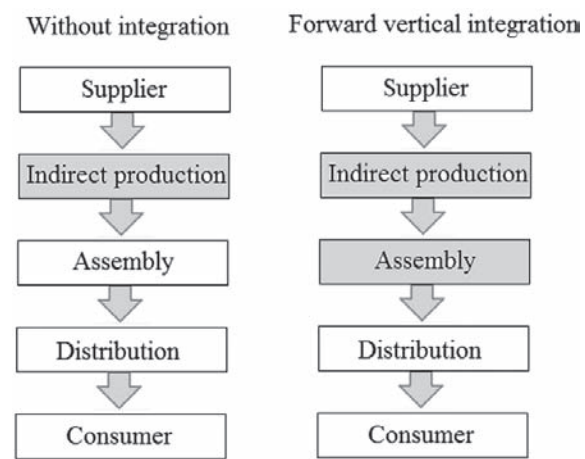 Without integration
Forward vertical integration
Supplier
Supplier
Indirect production
Indirect production
Assembly
Assembly
Distribution
Distribution
Consumer
Consumer